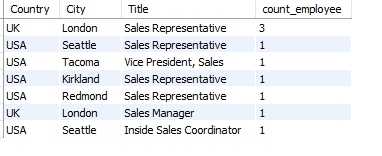 Country City Title count_employee
UK London Sales Representative 3
USA Seattle Sales Representative 1
USA Tacoma Vice President, Sales 1
USA Kirkland Sales Representative 1
USA Redmond Sales Representative 1
UK London Sales Manager 1
USA Seattle Inside Sales Coordinator 1